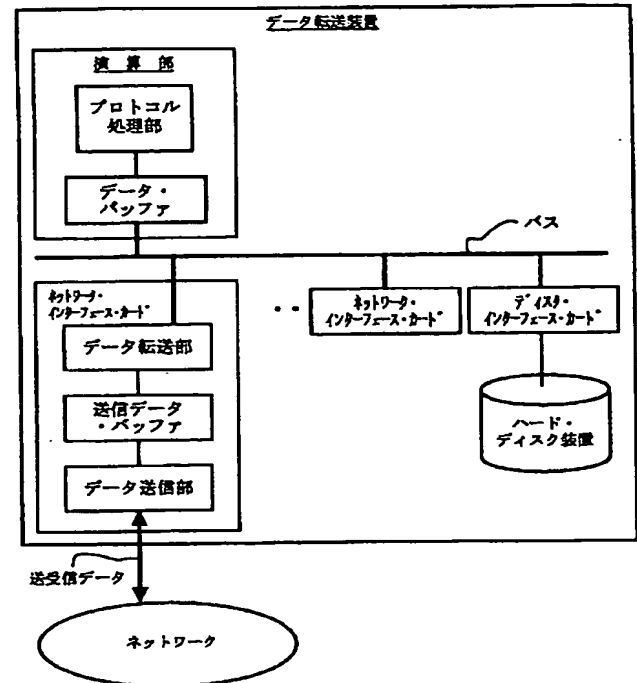 データ転送装置
演 算 部
プロトコル
処理部
データ・
バッファ
バス
ネットワーク・
インターフェース・カード
データ転送部
送信データ
・バッファ
データ送信部
・・
ネットワーク・
インターフェース・カード
ディスク・
インターフェース・カード
ハード・
ディスク装置
送受信データ
ネットワーク